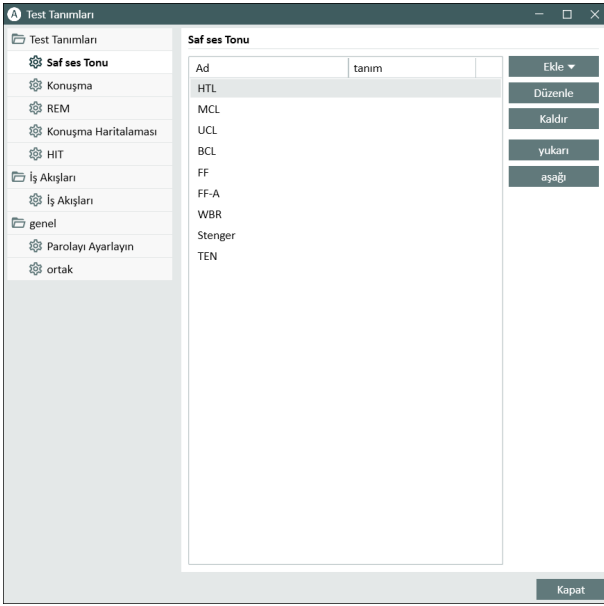 A Test Tanımları
Test Tanımları
Saf ses Tonu
Konuşma
REM
Konuşma Haritalaması
HIT
İş Akışları
İş Akışları
genel
Parolayı Ayarlayın
ortak
Saf ses Tonu
Ad tanım
HTL
MCL
UCL
BCL
FF
FF-A
WBR
Stenger
TEN
Ekle
Düzenle
Kaldır
yukarı
aşağı
Kapat